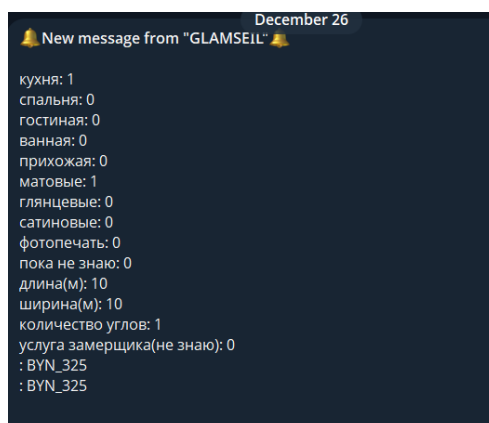 December 26
🔔New message from "GLAMSEIL"🔔
кухня: 1
спальня: 0
гостиная: 0
ванная: 0
прихожая: 0
матовые: 1
глянцевые: 0
сатиновые: 0
фотопечать: 0
пока не знаю: 0
длина(м): 10
ширина(м): 10
количество углов: 1
услуга замерщика(не знаю): 0
: BYN_325
: BYN_325